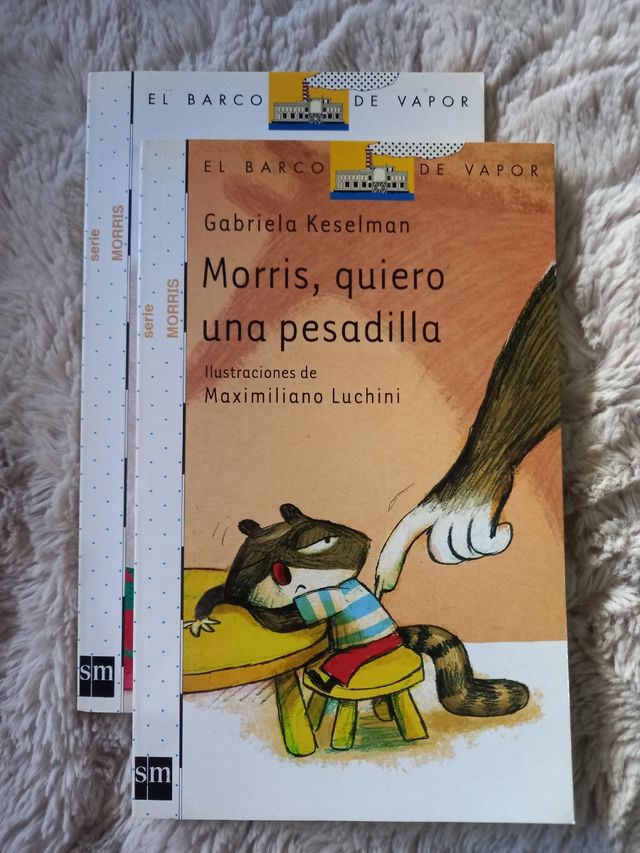 EL BARCO DE VAPOR
serie
MORRIS
sm
EL BARCO DE VAPOR
Gabriela Keselman
Morris, quiero
una pesadilla
Ilustraciones de
Maximiliano Luchini
serie
MORRIS
sm